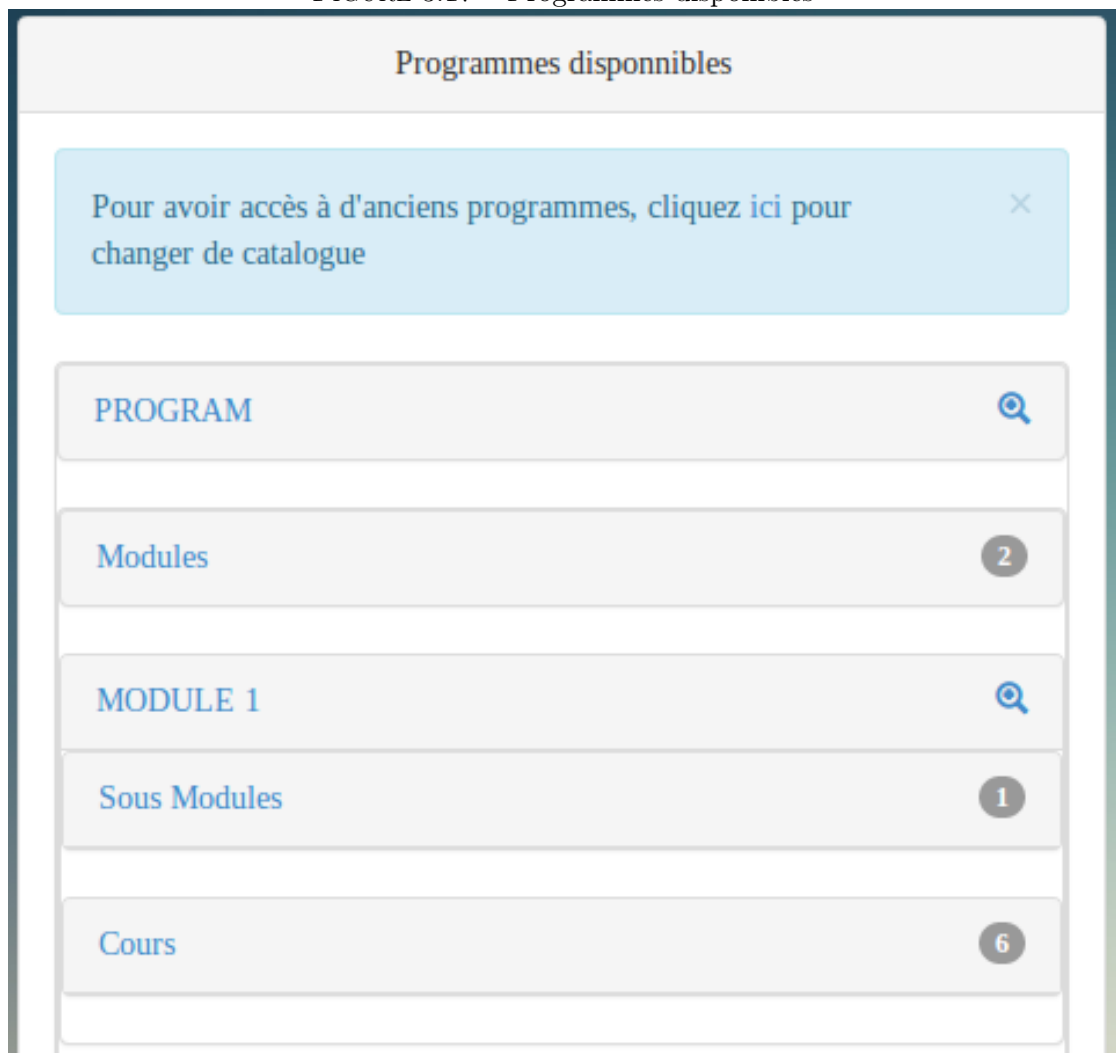 Programmes disponnibles
Pour avoir accès à d'anciens programmes, cliquez ici pour
changer de catalogue
×
PROGRAM
Modules
2
MODULE 1
Sous Modules
1
Cours
6